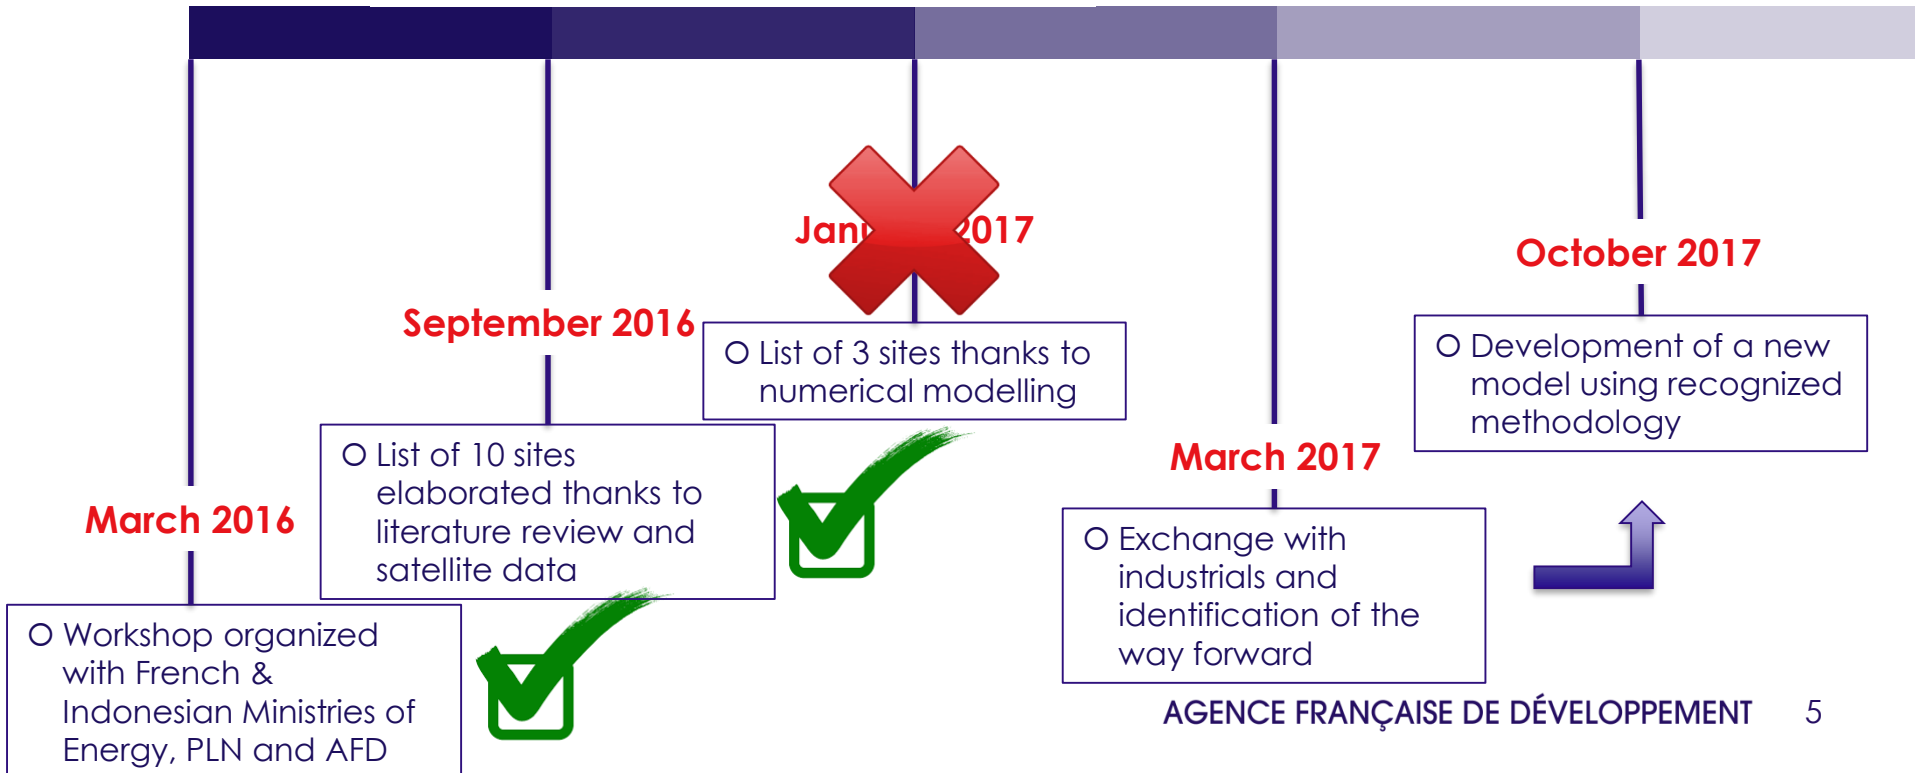 March 2016
O Workshop organized
with French &
Indonesian Ministries of
Energy, PLN and AFD
September 2016
O List of 10 sites
elaborated thanks to
literature review and
satellite data
2017
O List of 3 sites thanks to
numerical modelling
March 2017
O Exchange with
industrials and
identification of the
way forward
October 2017
O Development of a new
model using recognized
methodology
AGENCE FRANÇAISE DE DÉVELOPPEMENT 5